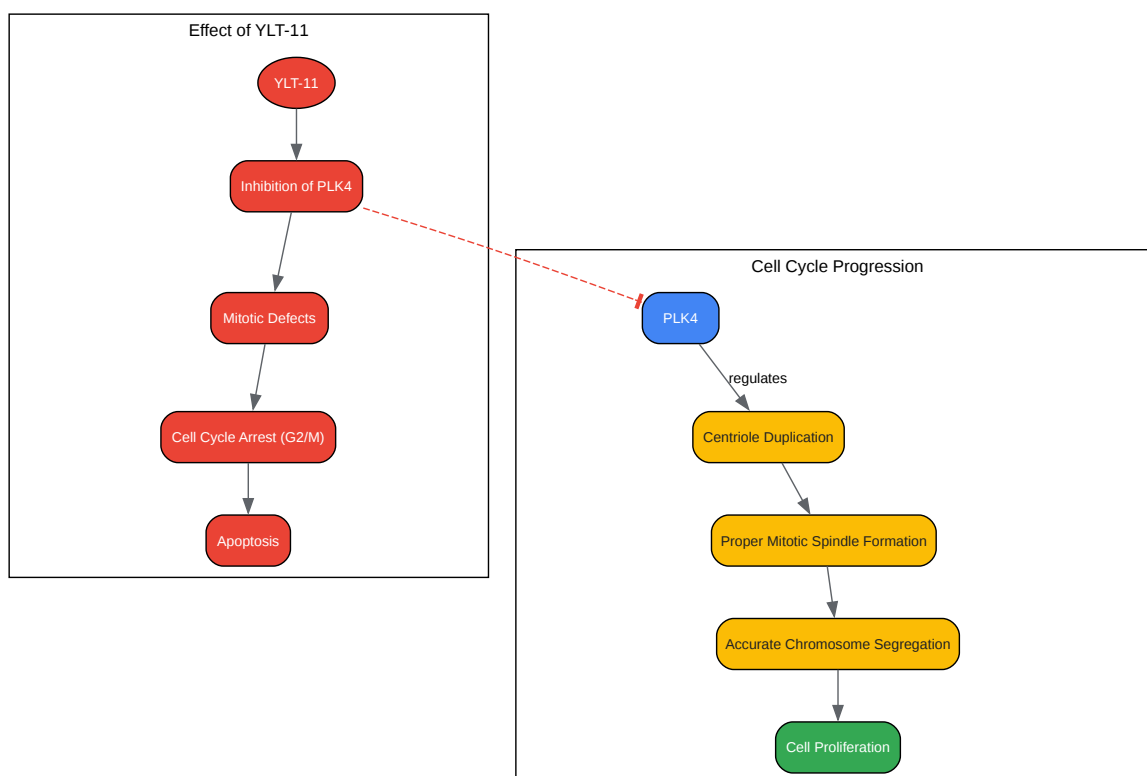 Effect of YLT-11
YLT-11
Inhibition of PLK4
Mitotic Defects
Cell Cycle Arrest (G2/M)
Apoptosis
Cell Cycle Progression
PLK4
regulates
Centriole Duplication
Proper Mitotic Spindle Formation
Accurate Chromosome Segregation
Cell Proliferation